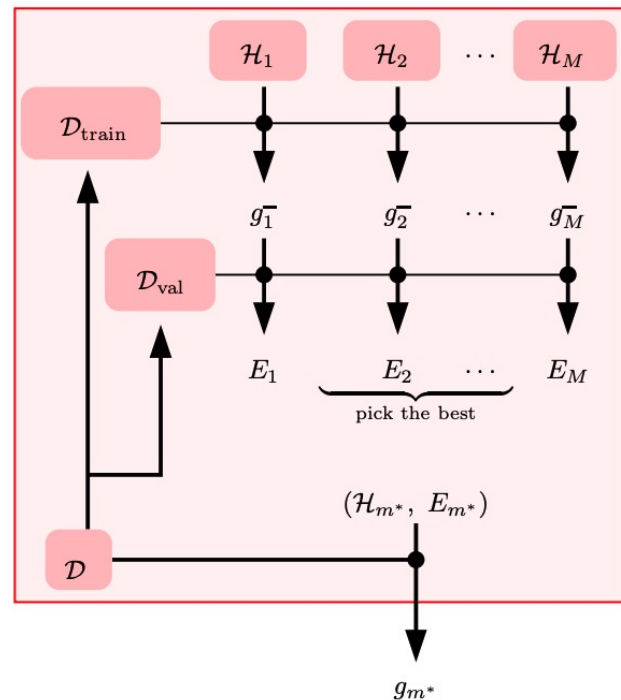 ℋ₁ ℋ₂ ⋯ ℋ_M
𝒟_train
g₁⁻ g₂⁻ ⋯ g_M⁻
𝒟_val
E₁ E₂ ⋯ E_M
pick the best
(ℋ_{m*}, E_{m*})
𝒟
g_{m*}